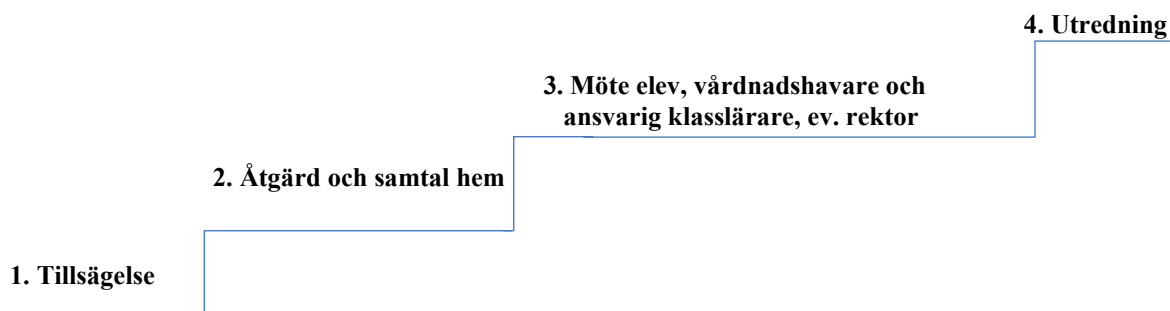 4. Utredning
3. Möte elev, vårdnadshavare och
ansvarig klasslärare, ev. rektor
2. Åtgärd och samtal hem
1. Tillsägelse